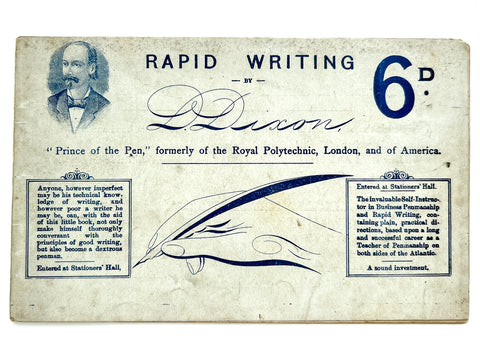 RAPID WRITING
BY
D. Dixon.
6D.
"Prince of the Pen," formerly of the Royal Polytechnic, London, and of America.
Anyone, however imperfect
may be his technical know-
ledge of writing, and
however poor a writer he
may be, can, with the aid
of this little book, not only
make himself thoroughly
conversant with the
principles of good writing,
but also become a dextrous
penman.
Entered at Stationers' Hall,
Entered at Stationers' Hall.
The invaluable Self-Instruc-
tor in Business Penmanship
and Rapid Writing, con-
taining plain, practical di-
rections, based upon a long
and successful career as a
Teacher of Penmanship on
both sides of the Atlantic.
A sound investment.